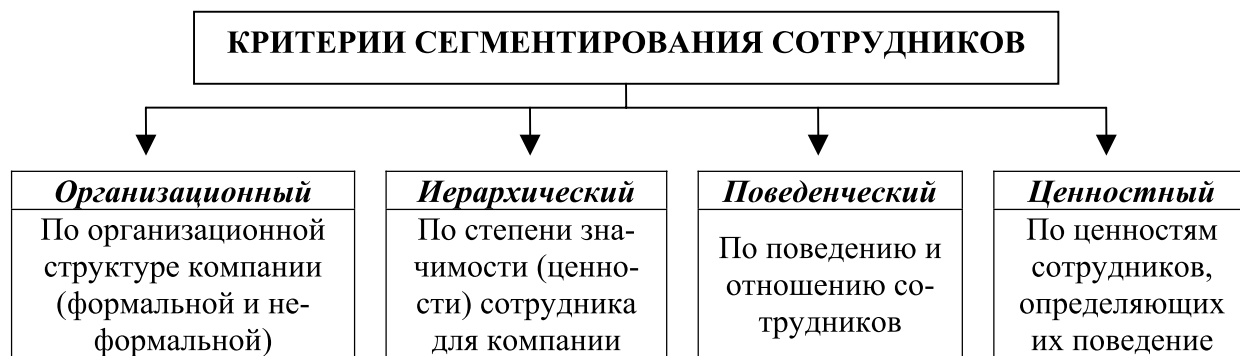 КРИТЕРИИ СЕГМЕНТИРОВАНИЯ СОТРУДНИКОВ
Организационный
По организационной
структуре компании
(формальной и не-
формальной)
Иерархический
По степени зна-
чимости (ценно-
сти) сотрудника
для компании
Поведенческий
По поведению и
отношению со-
трудников
Ценностный
По ценностям
сотрудников,
определяющих
их поведение